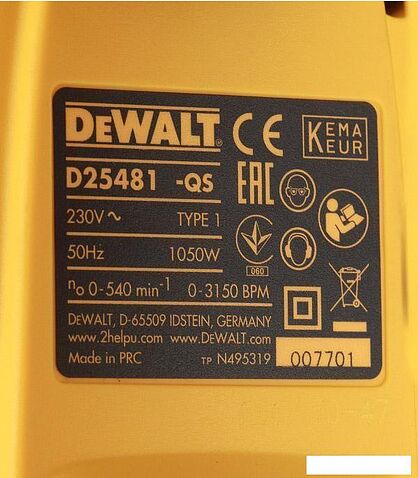 DEWALT®
CE
KEMA
KEUR
D25481 -QS
EAC
230V~ TYPE 1
50Hz 1050W
060
n₀ 0-540 min⁻¹ 0-3150 BPM
DEWALT, D-65509 IDSTEIN, GERMANY
www.2helpu.com www.DEWALT.com
Made in PRC TP N495319 007701